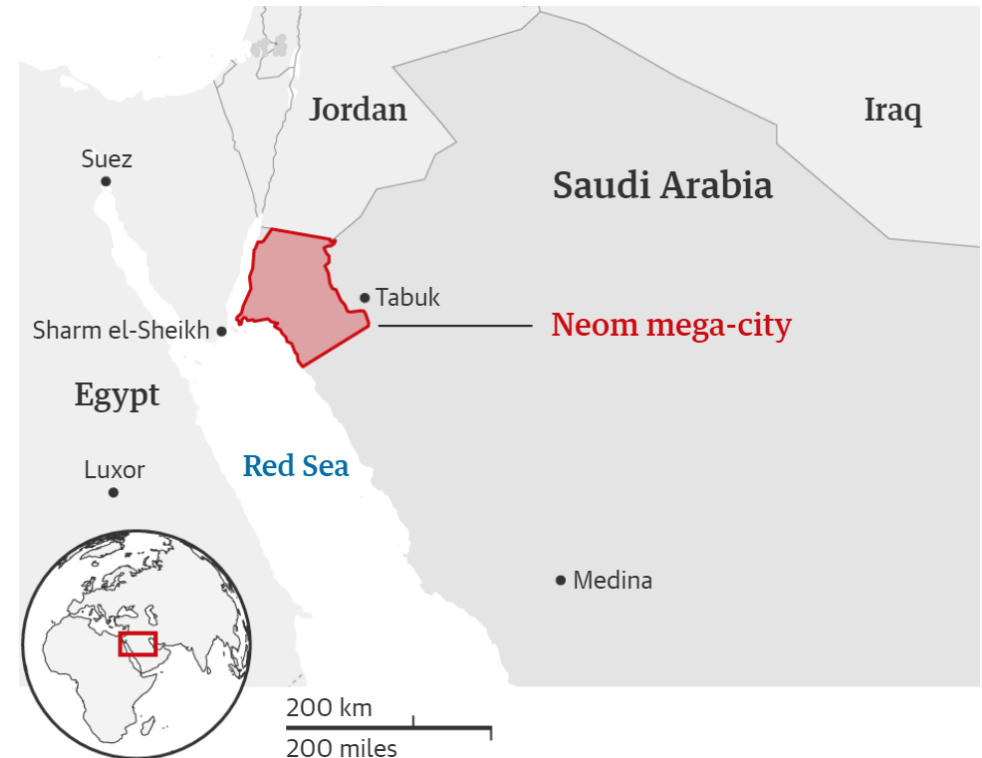 Jordan
Iraq
Suez
Saudi Arabia
Tabuk
Sharm el-Sheikh
Neom mega-city
Egypt
Red Sea
Luxor
Medina
200 km
200 miles